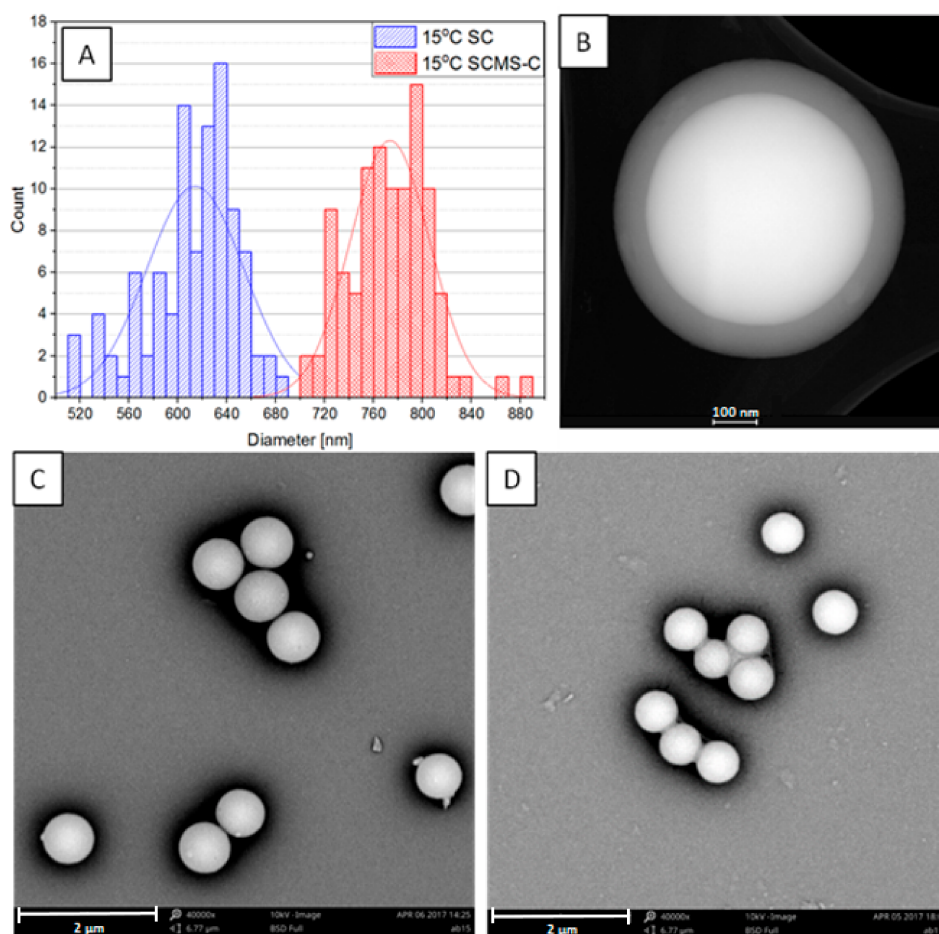 A
15°C SC
15°C SCMS-C
18
16
14
12
10
8
6
4
2
0
Count
520 560 600 640 680 720 760 800 840 880
Diameter [nm]
B
100 nm
C
2 µm
40000x 10kV -Image APR 06 2017 14:25
6.77 µm BSD Full ab15
D
2 µm
40000x 10kV -Image APR 05 2017 18:
6.77 µm BSD Full ab15